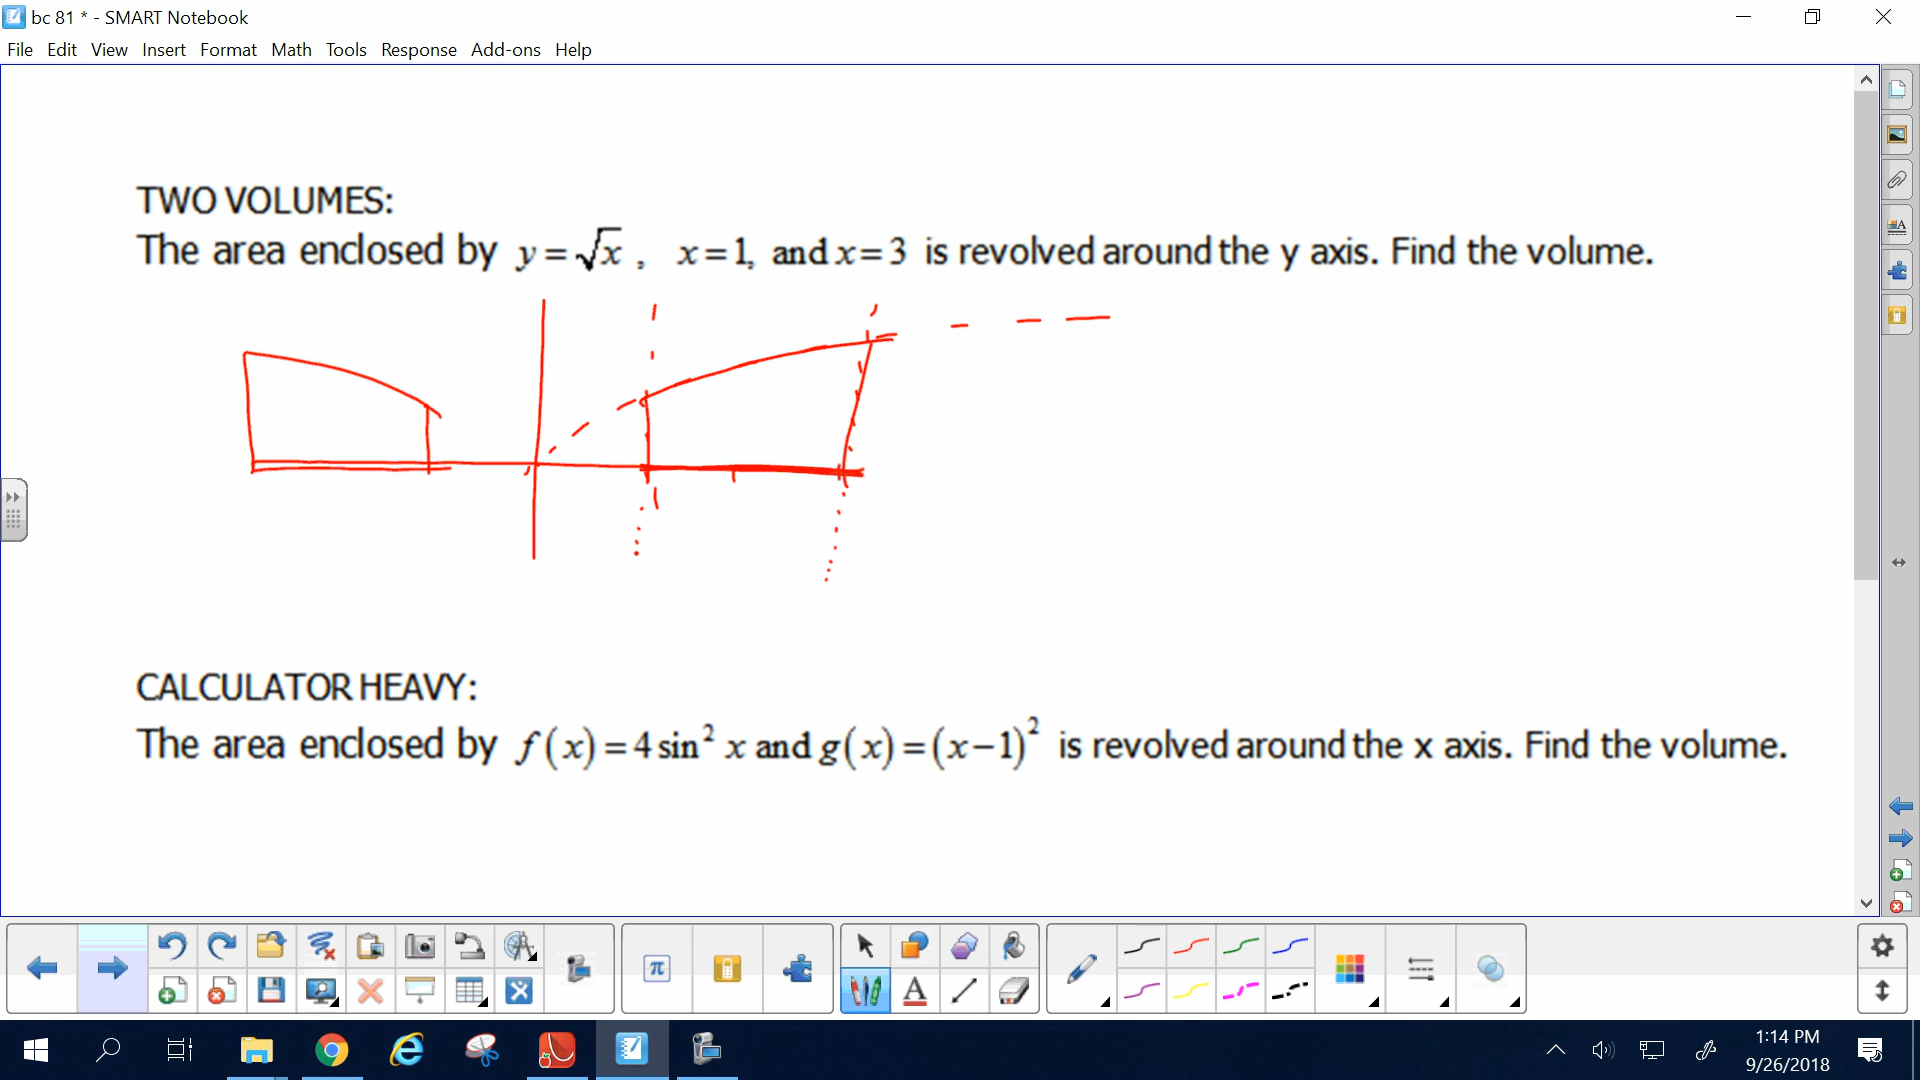 bc 81 * - SMART Notebook
File Edit View Insert Format Math Tools Response Add-ons Help
TWO VOLUMES:
The area enclosed by y = √x , x = 1, and x = 3 is revolved around the y axis. Find the volume.
CALCULATOR HEAVY:
The area enclosed by f(x) = 4 sin² x and g(x) = (x − 1)² is revolved around the x axis. Find the volume.
π
A
1:14 PM
9/26/2018